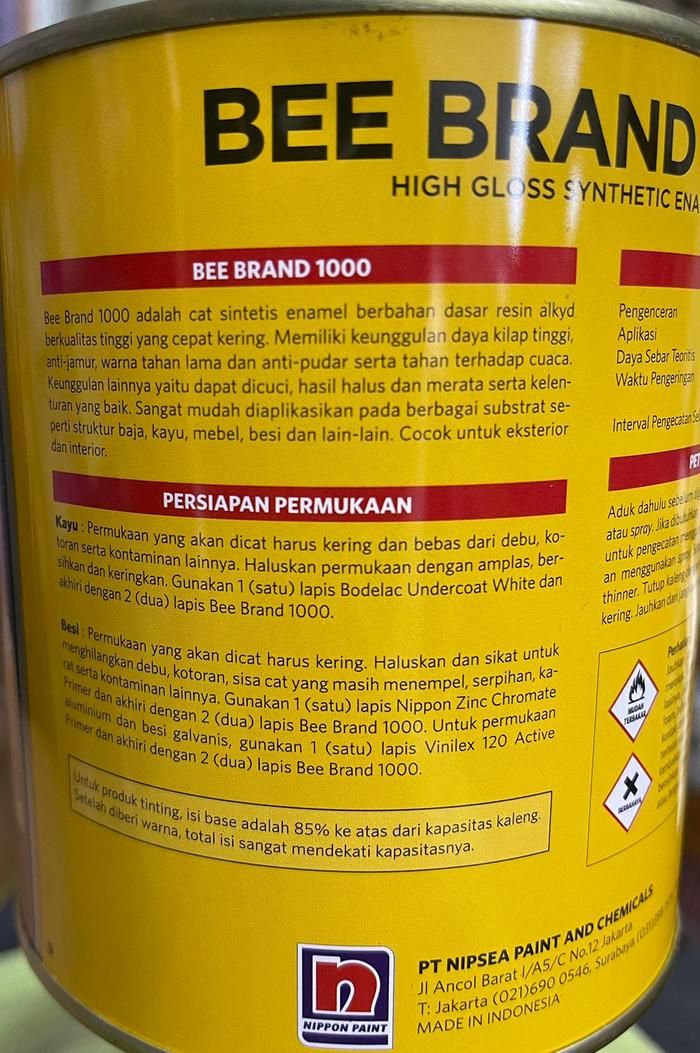 BEE BRAND
HIGH GLOSS SYNTHETIC ENA
BEE BRAND 1000
Bee Brand 1000 adalah cat sintetis enamel berbahan dasar resin alkyd
berkualitas tinggi yang cepat kering. Memiliki keunggulan daya kilap tinggi,
anti-jamur, warna tahan lama dan anti-pudar serta tahan terhadap cuaca.
Keunggulan lainnya yaitu dapat dicuci, hasil halus dan merata serta kelen-
turan yang baik. Sangat mudah diaplikasikan pada berbagai substrat se-
perti struktur baja, kayu, mebel, besi dan lain-lain. Cocok untuk eksterior
dan interior.
PERSIAPAN PERMUKAAN
Kayu : Permukaan yang akan dicat harus kering dan bebas dari debu, ko-
toran serta kontaminan lainnya. Haluskan permukaan dengan amplas, ber-
sihkan dan keringkan. Gunakan 1 (satu) lapis Bodelac Undercoat White dan
akhiri dengan 2 (dua) lapis Bee Brand 1000.
Besi : Permukaan yang akan dicat harus kering. Haluskan dan sikat untuk
menghilangkan debu, kotoran, sisa cat yang masih menempel, serpihan, ka-
rat serta kontaminan lainnya. Gunakan 1 (satu) lapis Nippon Zinc Chromate
Primer dan akhiri dengan 2 (dua) lapis Bee Brand 1000. Untuk permukaan
aluminium dan besi galvanis, gunakan 1 (satu) lapis Vinilex 120 Active
Primer dan akhiri dengan 2 (dua) lapis Bee Brand 1000.
Untuk produk tinting, isi base adalah 85% ke atas dari kapasitas kaleng.
Setelah diberi warna, total isi sangat mendekati kapasitasnya.
Pengenceran
Aplikasi
Daya Sebar Teoritis
Waktu Pengeringan
Interval Pengecatan Se
PET
Aduk dahulu sebelum di
atau spray. Jika dibutuhkan
untuk pengecatan meng
an menggunakan
thinner. Tutup kaleng
kering. Jauhkan dan
MUDAH
TERBAKAR
BERBAHAYA
n
NIPPON PAINT
PT NIPSEA PAINT AND CHEMICALS
Jl Ancol Barat I/A5/C No.12 Jakarta
T: Jakarta (021)690 0546, Surabaya
MADE IN INDONESIA